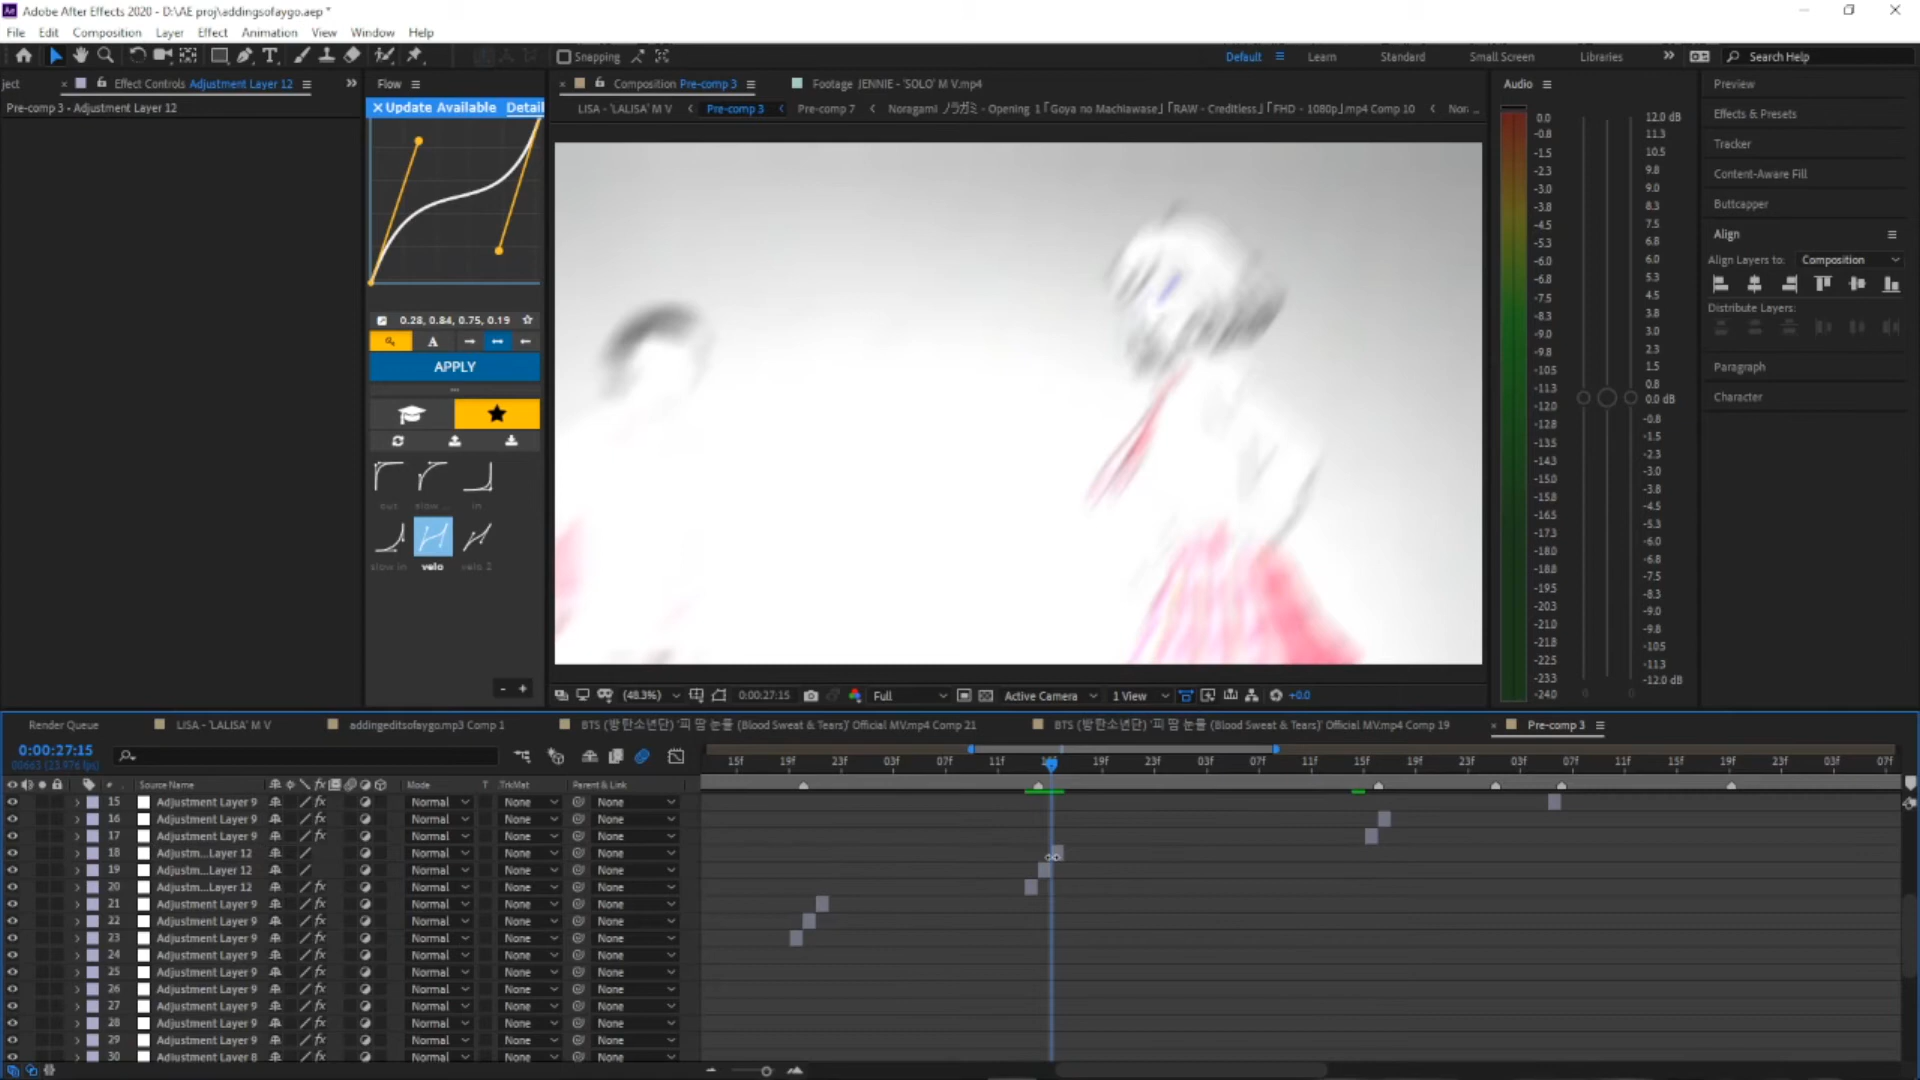 Adobe After Effects 2020 - D:\AE proj\addingsofaygo.aep *
File Edit Composition Layer Effect Animation View Window Help
Snapping
Default Learn Standard Small Screen Libraries Search Help
ject Effect Controls Adjustment Layer 12
Pre-comp 3 - Adjustment Layer 12
Flow
Update Available Detail
0.28, 0.84, 0.75, 0.19
A
APPLY
out slow ... in
slow in velo velo 2
- +
Composition Pre-comp 3 Footage JENNIE - 'SOLO' M V.mp4
LISA - 'LALISA' M V Pre-comp 3 Pre-comp 7 Noragami ノラガミ - Opening 1「Goya no Machiawase」「RAW - Creditless」「FHD - 1080p」.mp4 Comp 10 Nor...
(48.3%) 0:00:27:15 Full Active Camera 1 View +0.0
Audio
0.0
-0.8
-1.5
-2.3
-3.0
-3.8
-4.5
-5.3
-6.0
-6.8
-7.5
-8.3
-9.0
-9.8
-10.5
-11.3
-12.0
-12.8
-13.5
-14.3
-15.0
-15.8
-16.5
-17.3
-18.0
-18.8
-19.5
-20.3
-21.0
-21.8
-22.5
-23.3
-24.0
12.0 dB
11.3
10.5
9.8
9.0
8.3
7.5
6.8
6.0
5.3
4.5
3.8
3.0
2.3
1.5
0.8
0.0 dB
-0.8
-1.5
-2.3
-3.0
-3.8
-4.5
-5.3
-6.0
-6.8
-7.5
-8.3
-9.0
-9.8
-10.5
-11.3
-12.0 dB
0 0
Preview
Effects & Presets
Tracker
Content-Aware Fill
Buttcapper
Align
Align Layers to: Composition
Distribute Layers:
Paragraph
Character
Render Queue LISA - 'LALISA' M V addingeditsofaygo.mp3 Comp 1 BTS (방탄소년단) '피 땀 눈물 (Blood Sweat & Tears)' Official MV.mp4 Comp 21 BTS (방탄소년단) '피 땀 눈물 (Blood Sweat & Tears)' Official MV.mp4 Comp 19 Pre-comp 3
0:00:27:15
00663 (23.976 fps)
15f 19f 23f 03f 07f 11f 15f 19f 23f 03f 07f 11f 15f 19f 23f 03f 07f 11f 15f 19f 23f 03f 07f
# Source Name Mode T .TrkMat Parent & Link
15 Adjustment Layer 9 Normal None None
16 Adjustment Layer 9 Normal None None
17 Adjustment Layer 9 Normal None None
18 Adjustm...Layer 12 Normal None None
19 Adjustm...Layer 12 Normal None None
20 Adjustm...Layer 12 Normal None None
21 Adjustment Layer 9 Normal None None
22 Adjustment Layer 9 Normal None None
23 Adjustment Layer 9 Normal None None
24 Adjustment Layer 9 Normal None None
25 Adjustment Layer 9 Normal None None
26 Adjustment Layer 9 Normal None None
27 Adjustment Layer 9 Normal None None
28 Adjustment Layer 9 Normal None None
29 Adjustment Layer 9 Normal None None
30 Adjustment Layer 8 Normal None None